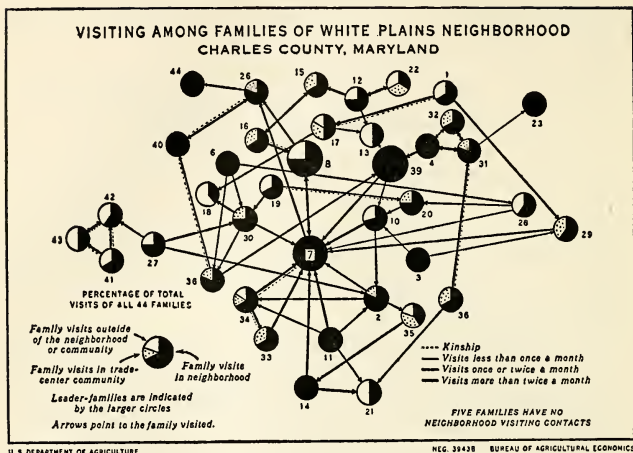 VISITING AMONG FAMILIES OF WHITE PLAINS NEIGHBORHOOD
CHARLES COUNTY, MARYLAND
44
26
15
12
22
1
32
23
40
16
17
13
6
8
39
4
31
18
19
20
28
29
42
43
41
27
30
10
7
3
36
34
2
35
36
33
11
14
21
PERCENTAGE OF TOTAL
VISITS OF ALL 44 FAMILIES
Family visits outside
of the neighborhood
or community
Family visits in trade-
center community
Family visits
in neighborhood
Leader-families are indicated
by the larger circles
Arrows point to the family visited.
Kinship
Visits less than once a month
Visits once or twice a month
Visits more than twice a month
FIVE FAMILIES HAVE NO
NEIGHBORHOOD VISITING CONTACTS
U. S. DEPARTMENT OF AGRICULTURE
NEG. 39438 BUREAU OF AGRICULTURAL ECONOMICS